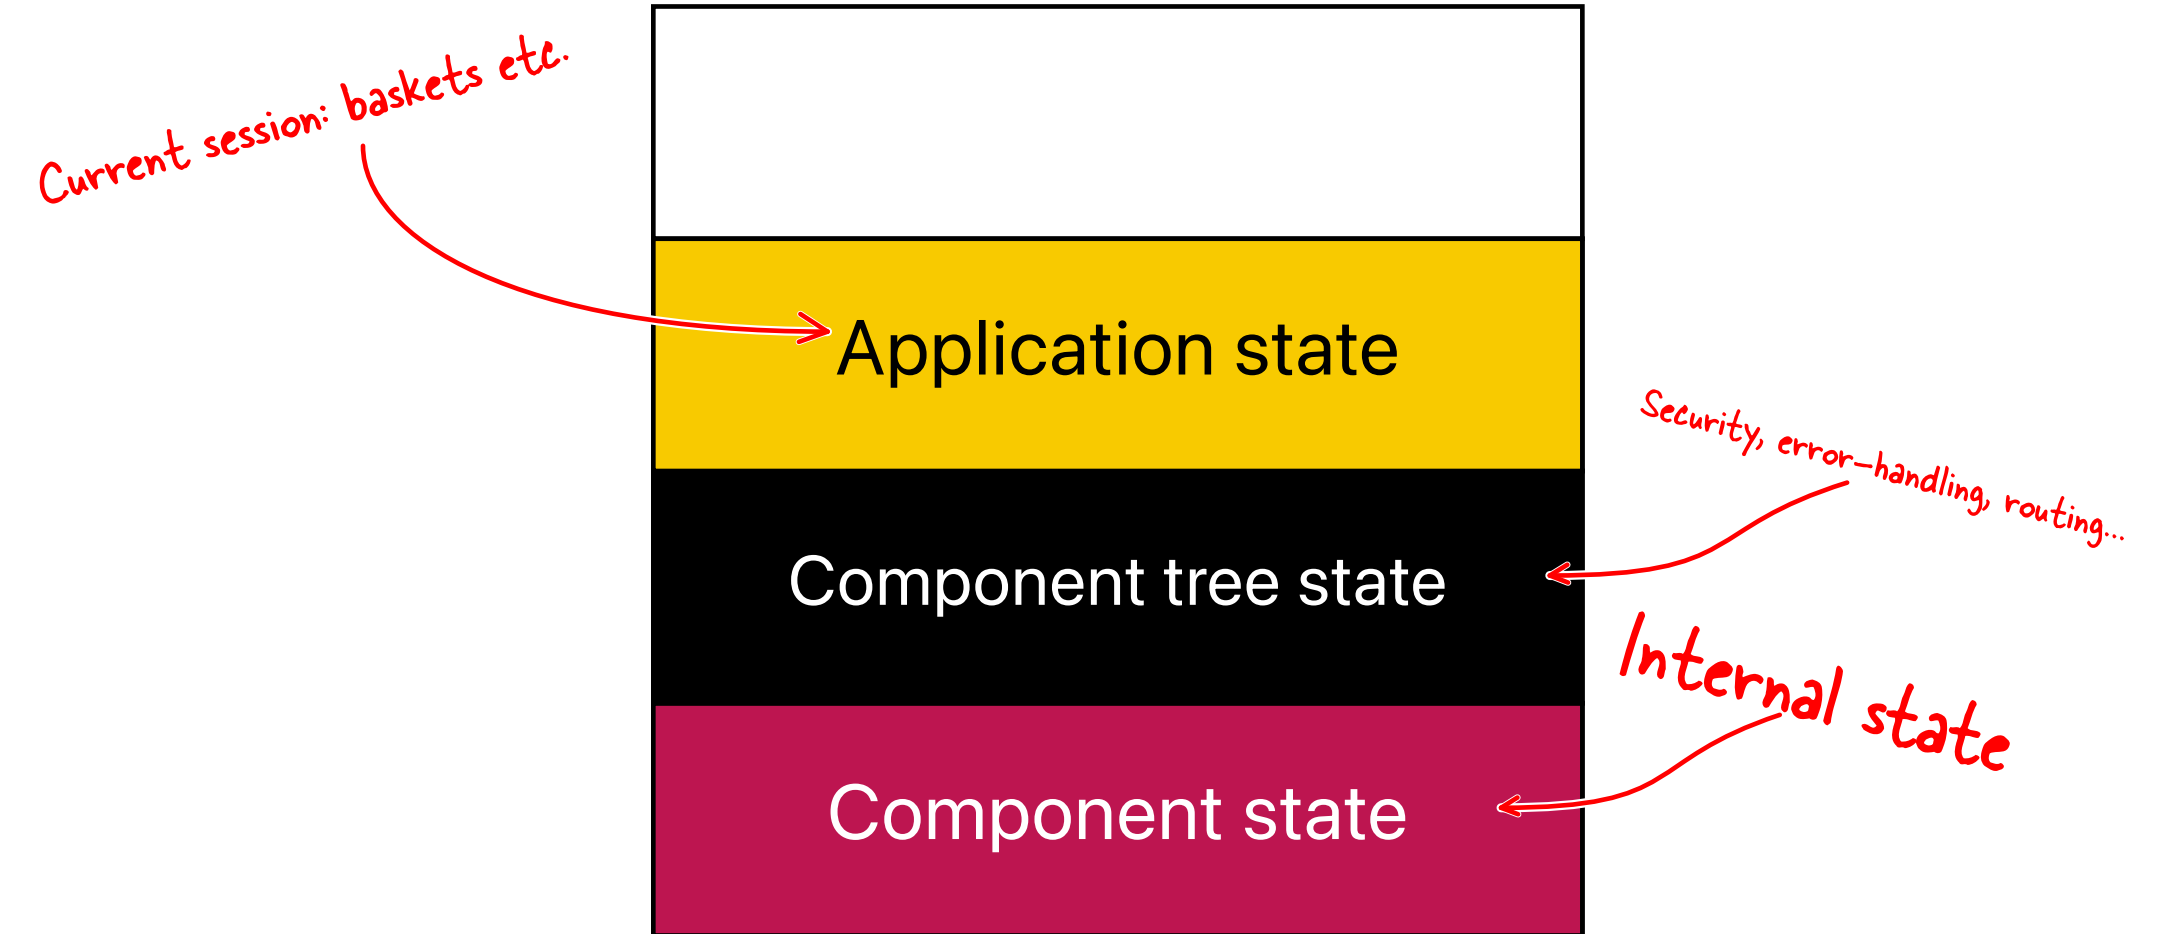 Current session: baskets etc.
Application state
Security, error-handling, routing...
Component tree state
Internal state
Component state